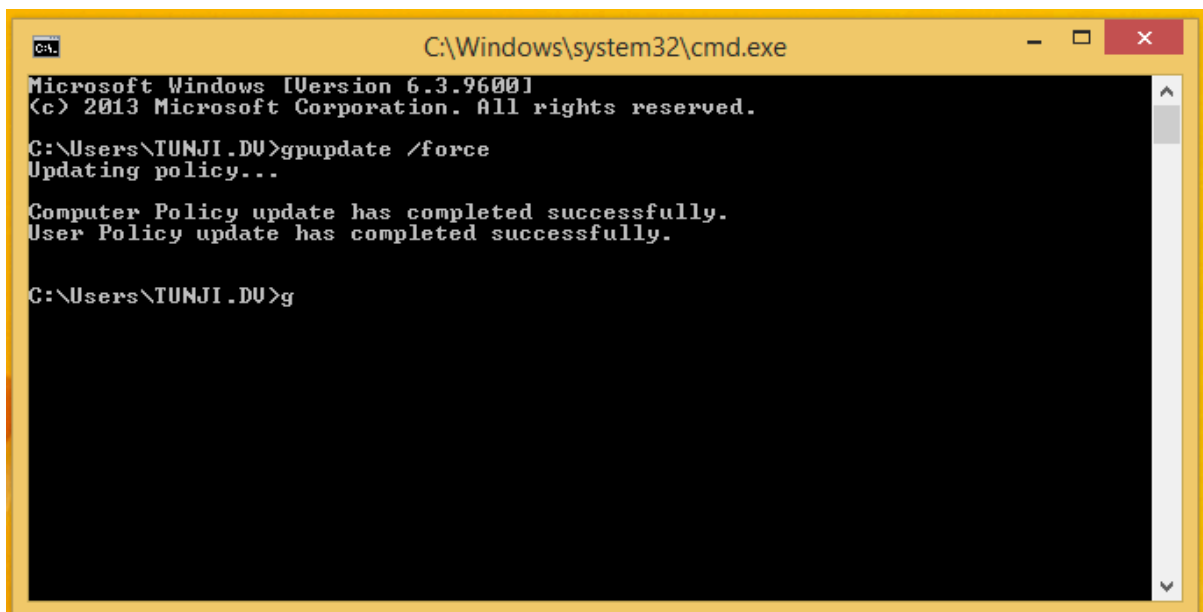 C:\Windows\system32\cmd.exe
Microsoft Windows [Version 6.3.9600]
(c) 2013 Microsoft Corporation. All rights reserved.
C:\Users\TUNJI.DV>gpupdate /force
Updating policy...
Computer Policy update has completed successfully.
User Policy update has completed successfully.
C:\Users\TUNJI.DV>g